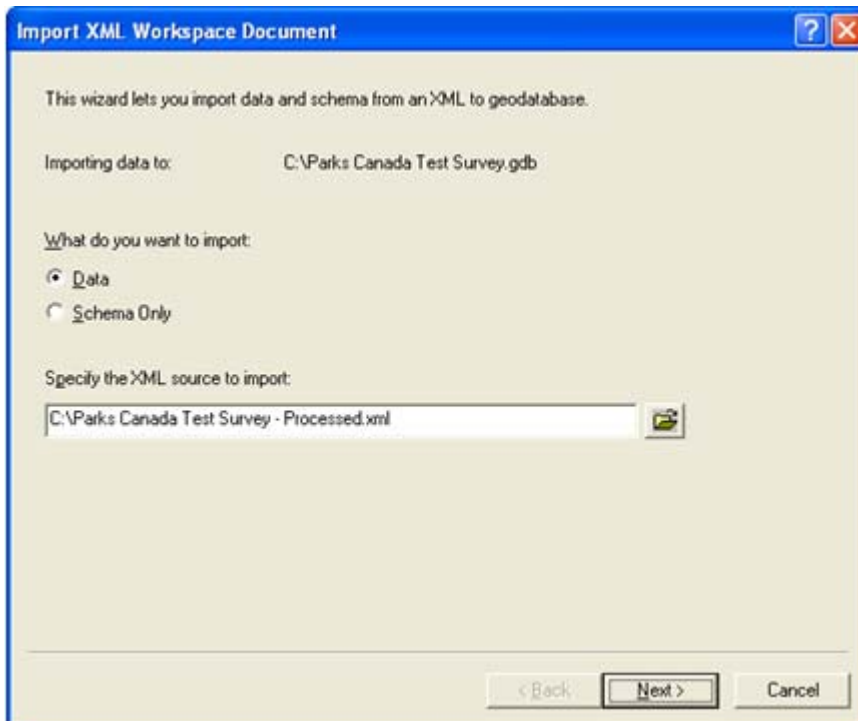 Import XML Workspace Document
This wizard lets you import data and schema from an XML to geodatabase.
Importing data to: C:\Parks Canada Test Survey.gdb
What do you want to import:
Data
Schema Only
Specify the XML source to import:
C:\Parks Canada Test Survey - Processed.xml
< Back Next > Cancel